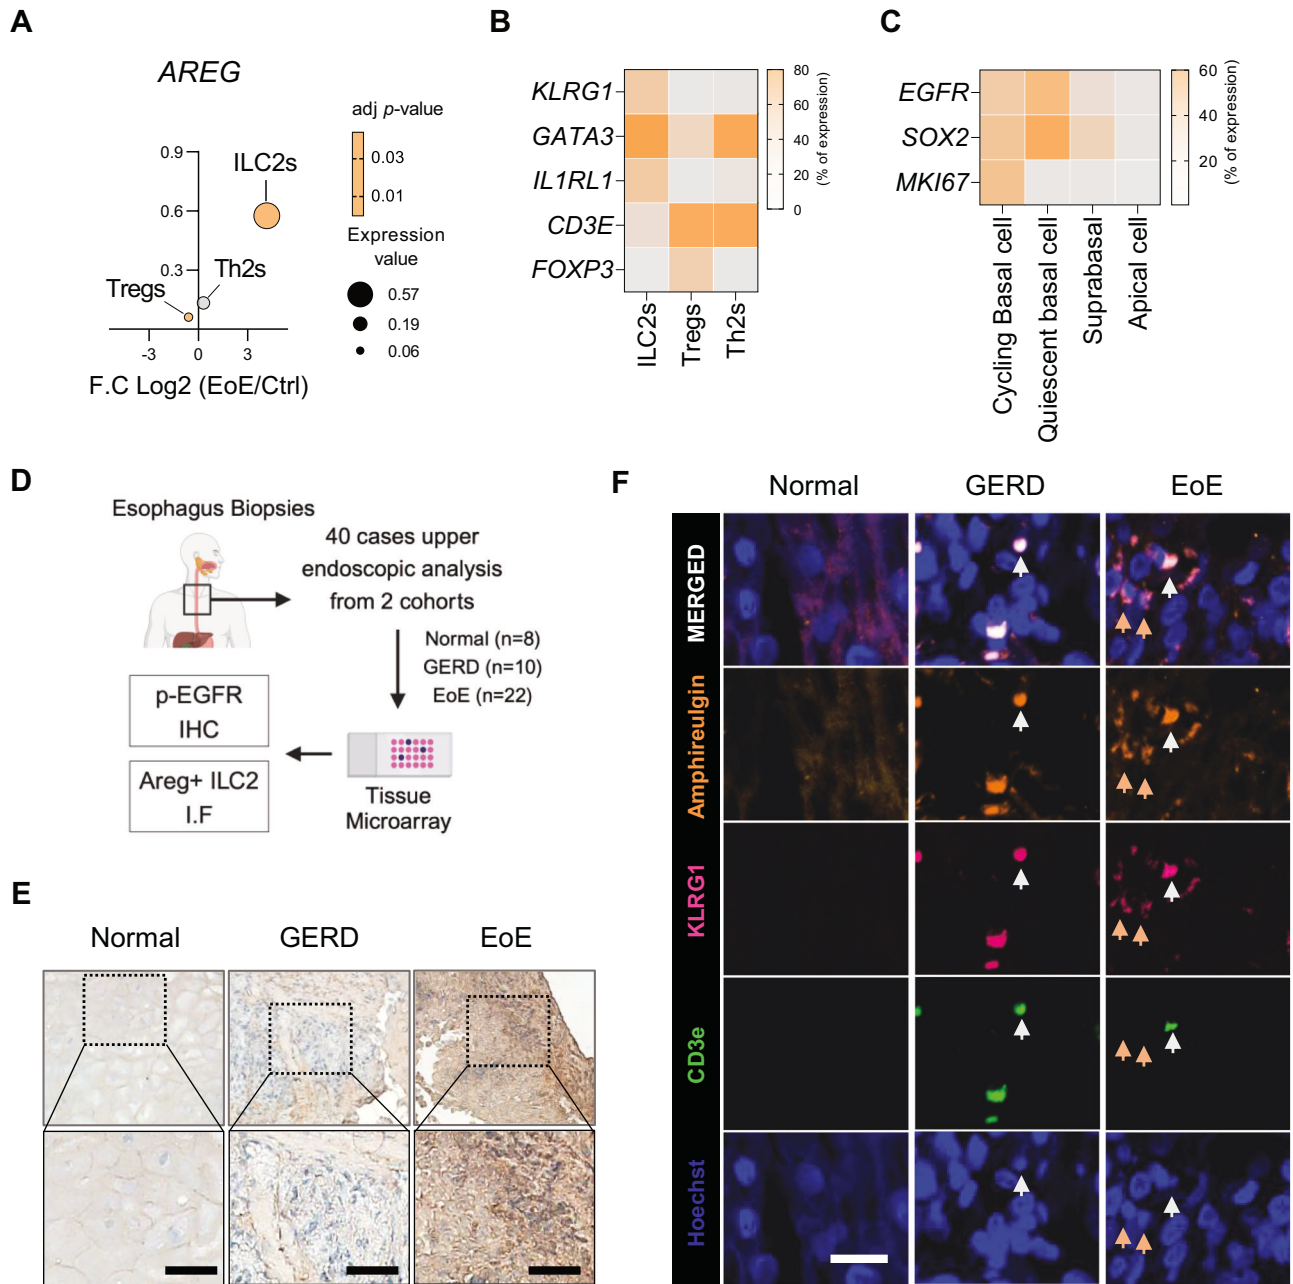 A
AREG
adj p-value
0.03
0.01
Expression
value
0.57
0.19
0.06
0.9
0.6
0.3
ILC2s
Th2s
Tregs
-3 0 3
F.C Log2 (EoE/Ctrl)
B
KLRG1
GATA3
IL1RL1
CD3E
FOXP3
ILC2s
Tregs
Th2s
80
60
40
20
0
(% of expression)
C
EGFR
SOX2
MKI67
Cycling Basal cell
Quiescent basal cell
Suprabasal
Apical cell
60
40
20
(% of expression)
D
Esophagus Biopsies
40 cases upper
endoscopic analysis
from 2 cohorts
Normal (n=8)
GERD (n=10)
EoE (n=22)
Tissue
Microarray
p-EGFR
IHC
Areg+ ILC2
I.F
E
Normal GERD EoE
F
Normal GERD EoE
MERGED
Amphireulgin
KLRG1
CD3e
Hoechst